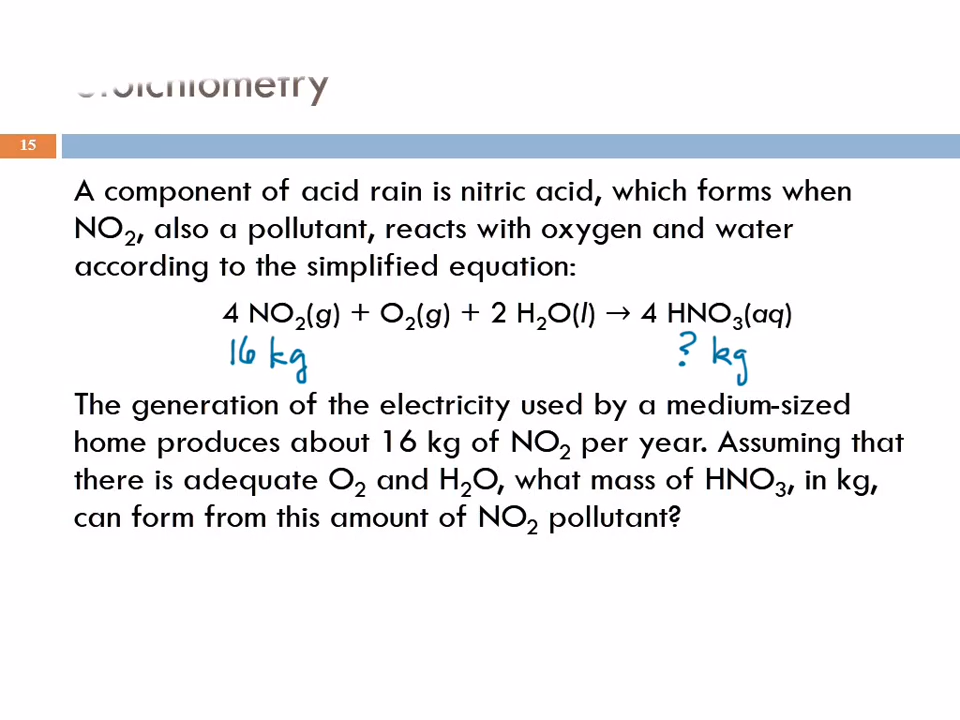 15
A component of acid rain is nitric acid, which forms when
NO₂, also a pollutant, reacts with oxygen and water
according to the simplified equation:
4 NO₂(g) + O₂(g) + 2 H₂O(l) → 4 HNO₃(aq)
16 kg ? kg
The generation of the electricity used by a medium-sized
home produces about 16 kg of NO₂ per year. Assuming that
there is adequate O₂ and H₂O, what mass of HNO₃, in kg,
can form from this amount of NO₂ pollutant?